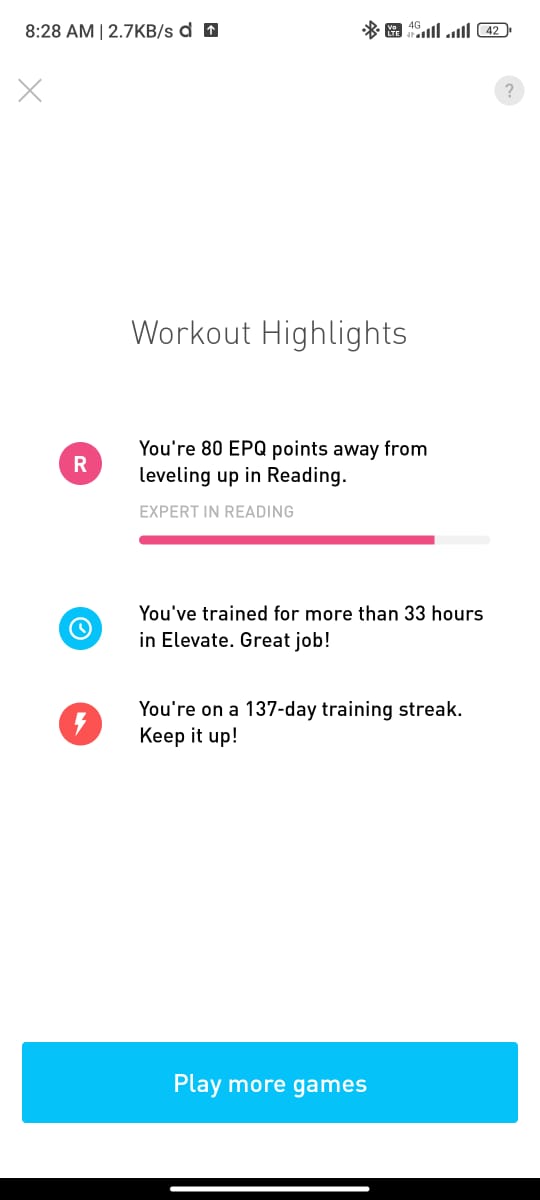 8:28 AM | 2.7KB/s d
Vo LTE 4G 42
?
Workout Highlights
R
You're 80 EPQ points away from
leveling up in Reading.
EXPERT IN READING
You've trained for more than 33 hours
in Elevate. Great job!
You're on a 137-day training streak.
Keep it up!
Play more games